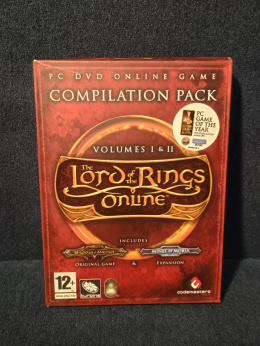 PC DVD ONLINE GAME
COMPILATION PACK
PC
GAME
OF THE
YEAR
VOLUMES I & II
The
Lord of the Rings
Online
INCLUDES
ORIGINAL GAME
&
EXPANSION
12+
TURBINE
codemasters